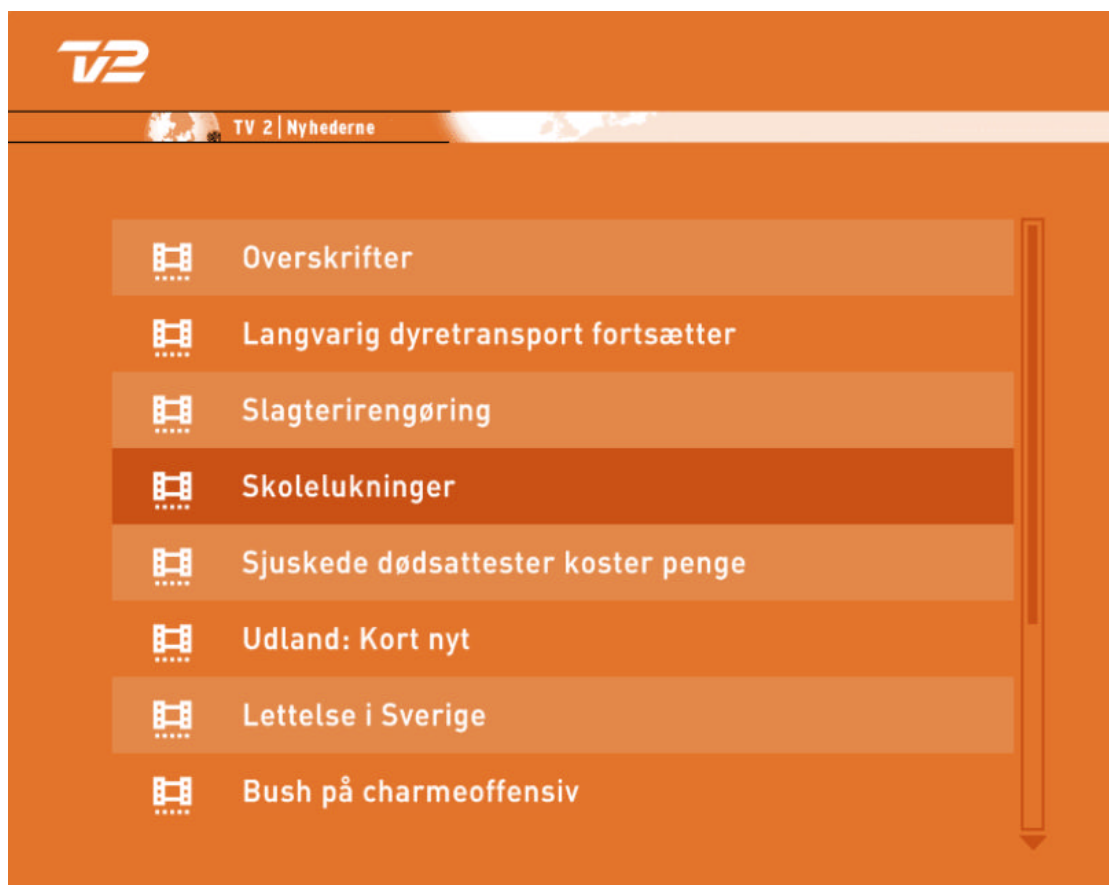 TV2
TV 2 | Nyhederne
Overskrifter
Langvarig dyretransport fortsætter
Slagterirengøring
Skolelukninger
Sjuskede dødsattester koster penge
Udland: Kort nyt
Lettelse i Sverige
Bush på charmeoffensiv